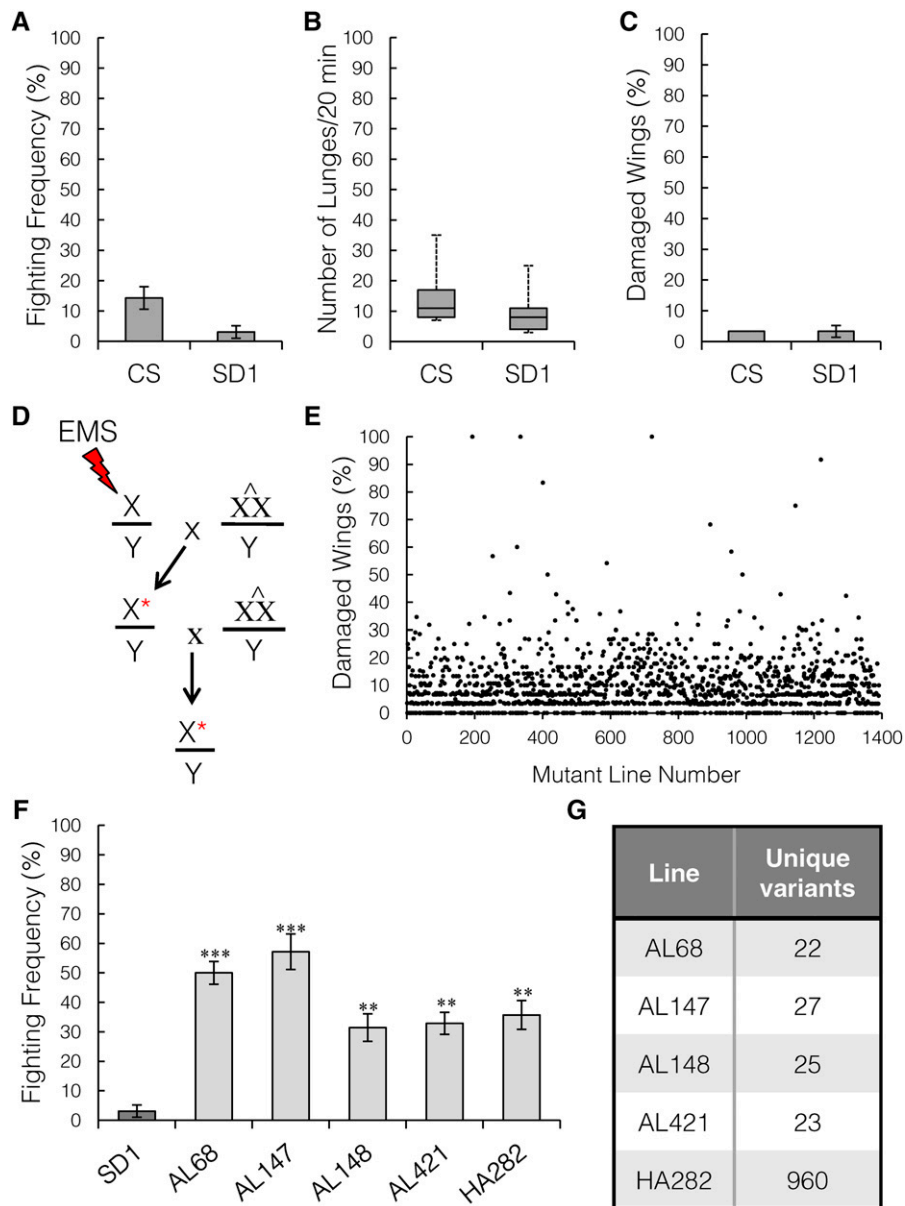 A
Fighting Frequency (%)
100
90
80
70
60
50
40
30
20
10
0
CS
SD1
B
Number of Lunges/20 min
100
90
80
70
60
50
40
30
20
10
0
CS
SD1
C
Damaged Wings (%)
100
90
80
70
60
50
40
30
20
10
0
CS
SD1
D
EMS
X
Y
X
^
XX
Y
X*
Y
x
^
XX
Y
X*
Y
E
Damaged Wings (%)
100
90
80
70
60
50
40
30
20
10
0
0
200
400
600
800
1000
1200
1400
Mutant Line Number
F
Fighting Frequency (%)
100
90
80
70
60
50
40
30
20
10
0
***
***
**
**
**
SD1
AL68
AL147
AL148
AL421
HA282
G
Line Unique variants
AL68 22
AL147 27
AL148 25
AL421 23
HA282 960